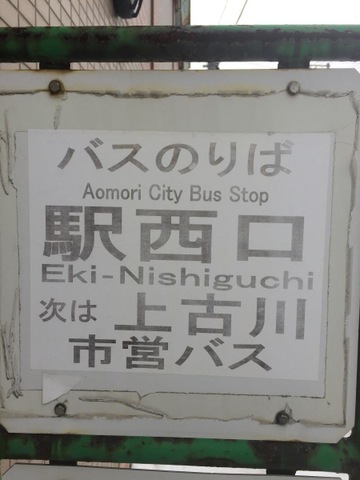 バスのりば
Aomori City Bus Stop
駅西口
Eki-Nishiguchi
次は 上古川
市営バス